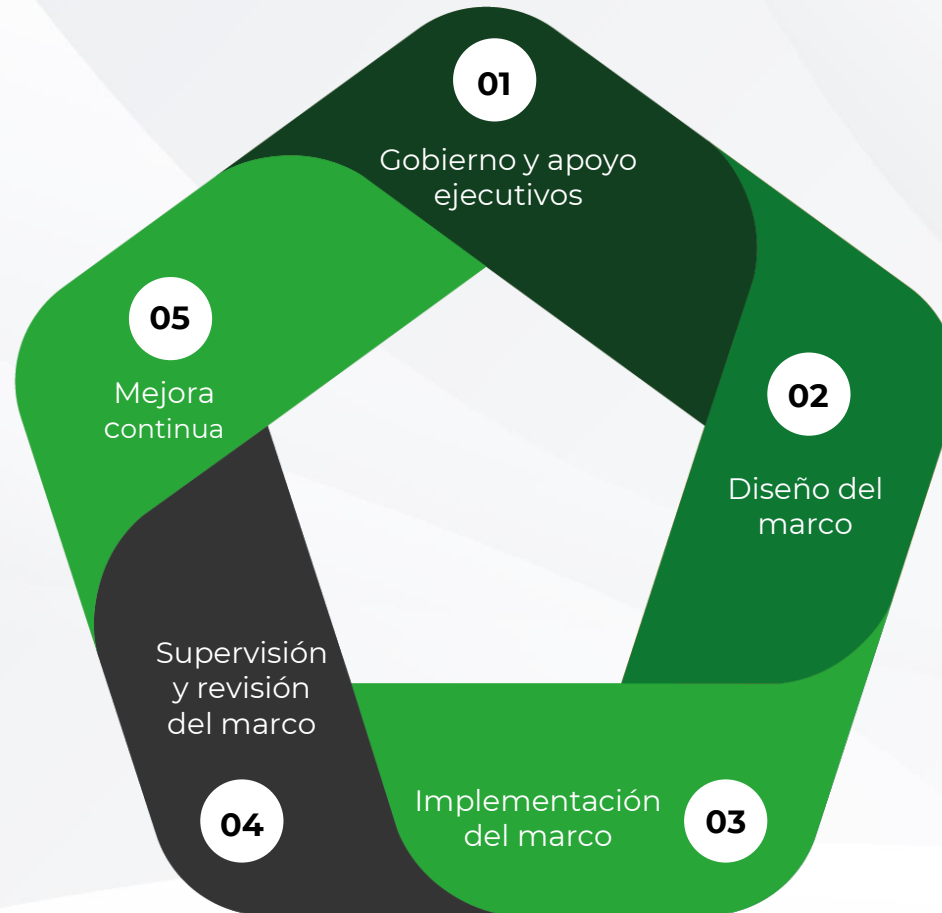 01
Gobierno y apoyo
ejecutivos
02
Diseño del
marco
03
Implementación
del marco
04
Supervisión
y revisión
del marco
05
Mejora
continua